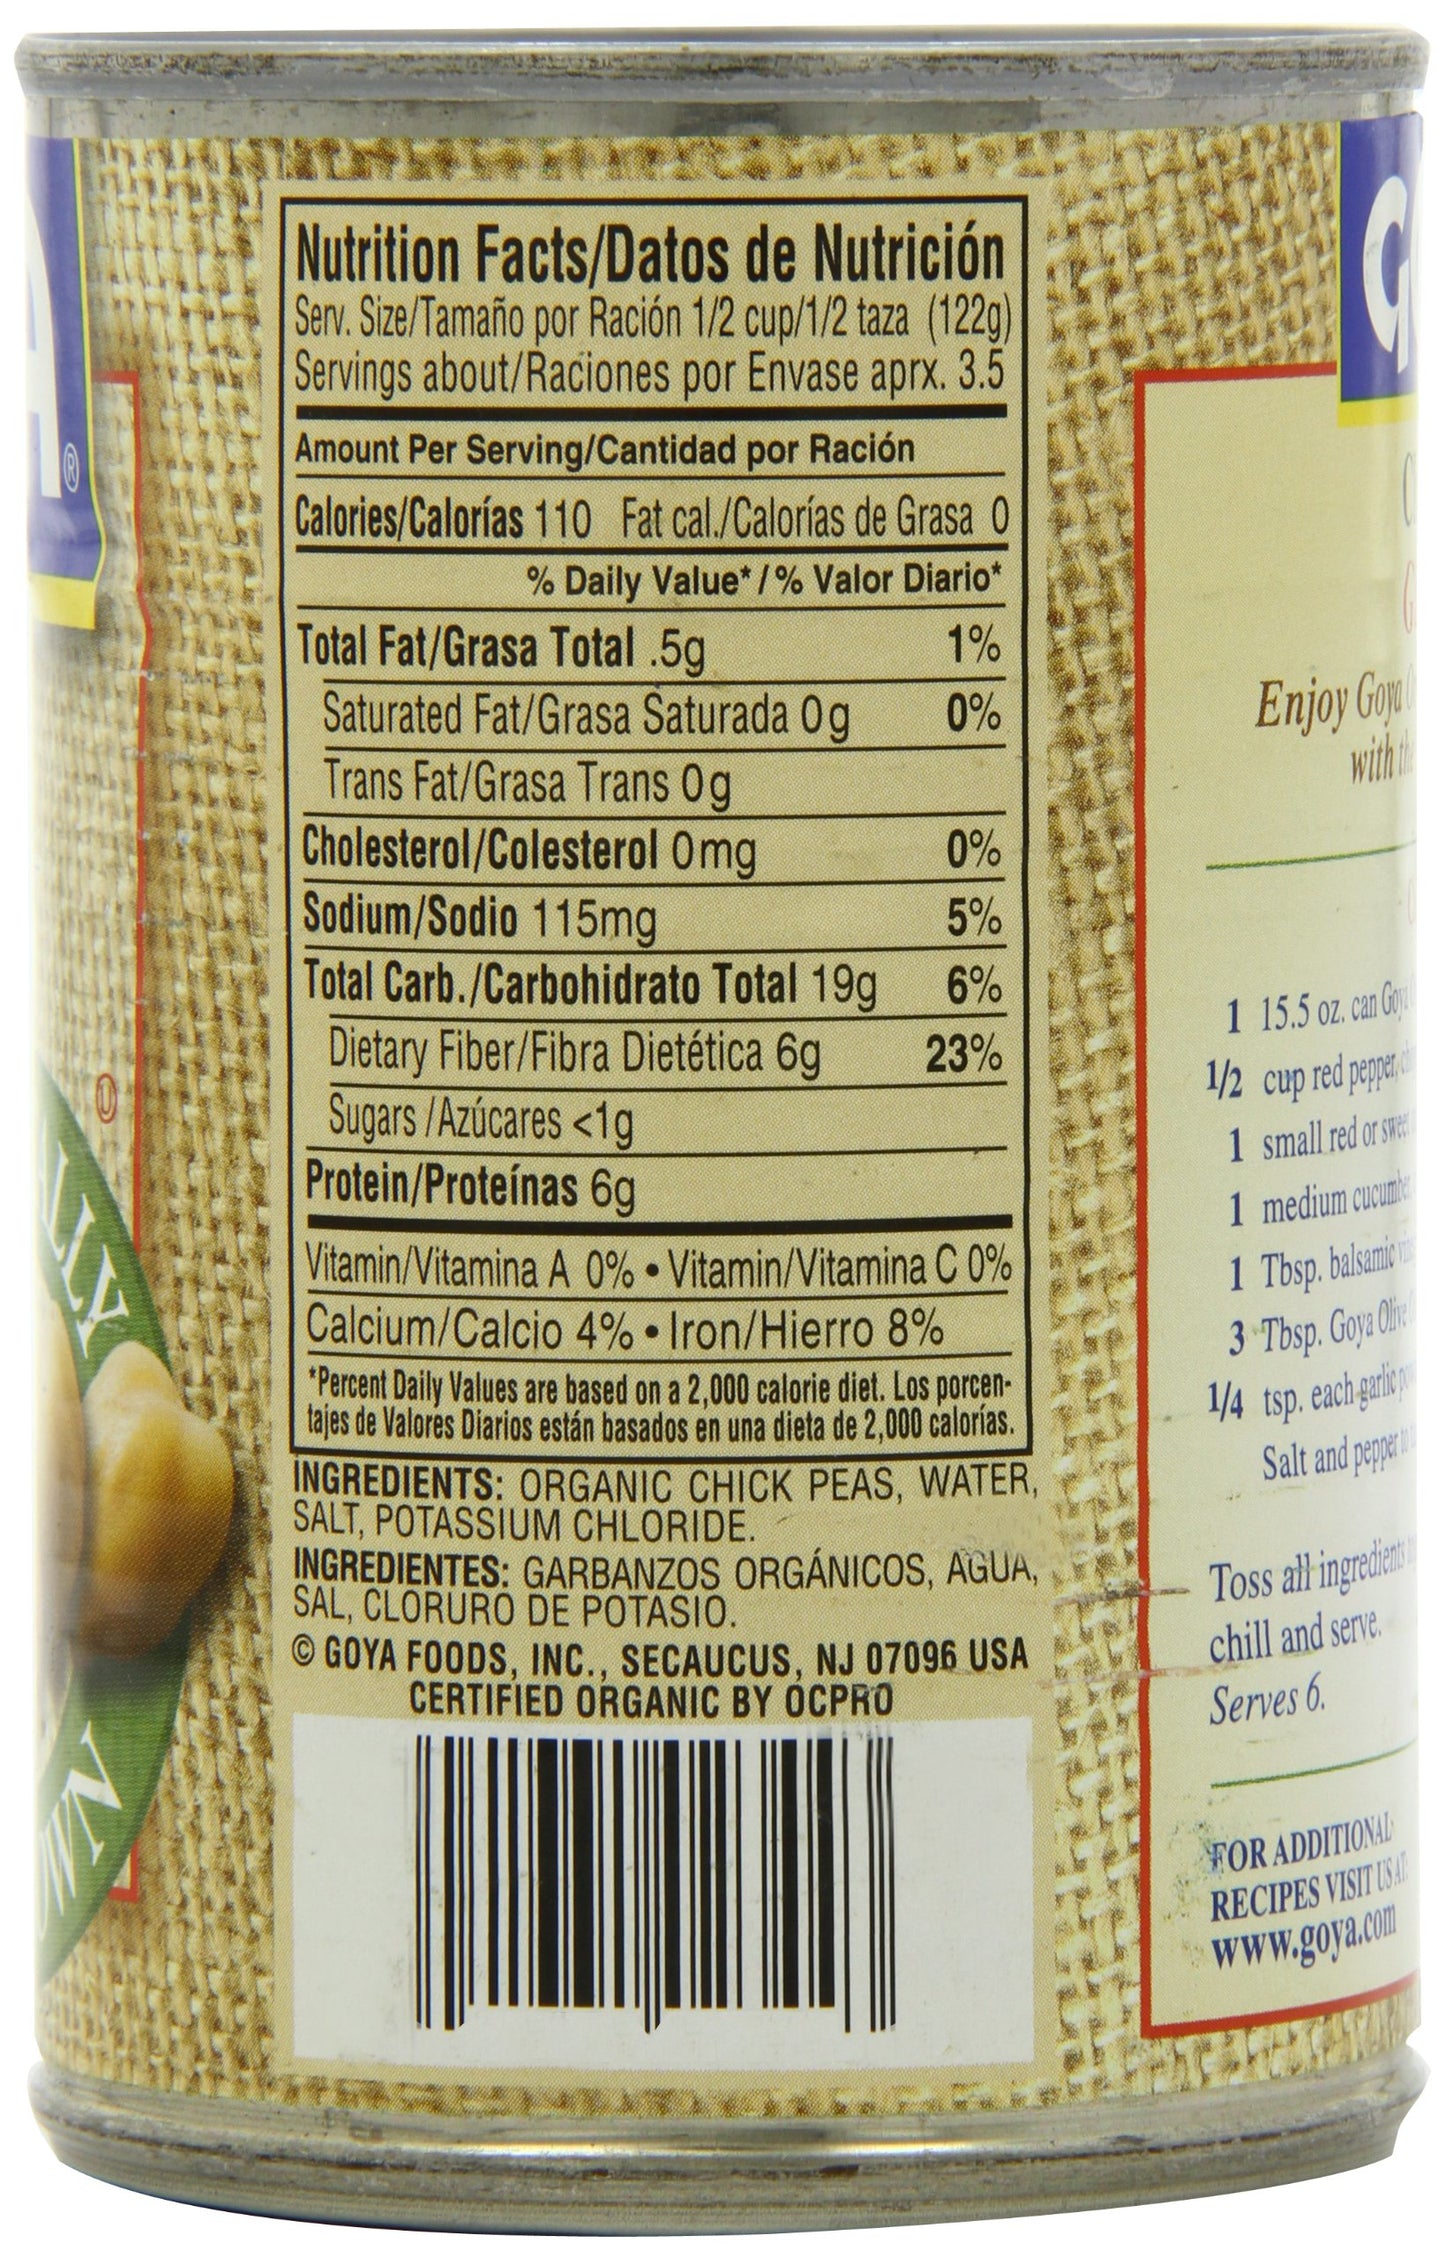 Nutrition Facts/Datos de Nutrición
Serv. Size/Tamaño por Ración 1/2 cup/1/2 taza (122g)
Servings about/Raciones por Envase aprx. 3.5
Amount Per Serving/Cantidad por Ración
Calories/Calorías 110 Fat cal./Calorías de Grasa 0
% Daily Value*/% Valor Diario*
Total Fat/Grasa Total .5g 1%
Saturated Fat/Grasa Saturada 0g 0%
Trans Fat/Grasa Trans 0g
Cholesterol/Colesterol 0mg 0%
Sodium/Sodio 115mg 5%
Total Carb./Carbohidrato Total 19g 6%
Dietary Fiber/Fibra Dietética 6g 23%
Sugars/Azúcares <1g
Protein/Proteínas 6g
Vitamin/Vitamina A 0% • Vitamin/Vitamina C 0%
Calcium/Calcio 4% • Iron/Hierro 8%
*Percent Daily Values are based on a 2,000 calorie diet. Los porcen-
tajes de Valores Diarios están basados en una dieta de 2,000 calorías.
INGREDIENTS: ORGANIC CHICK PEAS, WATER,
SALT, POTASSIUM CHLORIDE.
INGREDIENTES: GARBANZOS ORGÁNICOS, AGUA,
SAL, CLORURO DE POTASIO.
© GOYA FOODS, INC., SECAUCUS, NJ 07096 USA
CERTIFIED ORGANIC BY OCPRO
Enjoy Goya
with
1 15.5 oz. can Goya
1/2 cup red pepper,
1 small red or sweet
1 medium cucumber
1 Tbsp. balsamic
3 Tbsp. Goya Olive
1/4 tsp. each garlic
Salt and pepper to
Toss all ingredients
chill and serve.
Serves 6.
FOR ADDITIONAL
RECIPES VISIT US AT:
www.goya.com